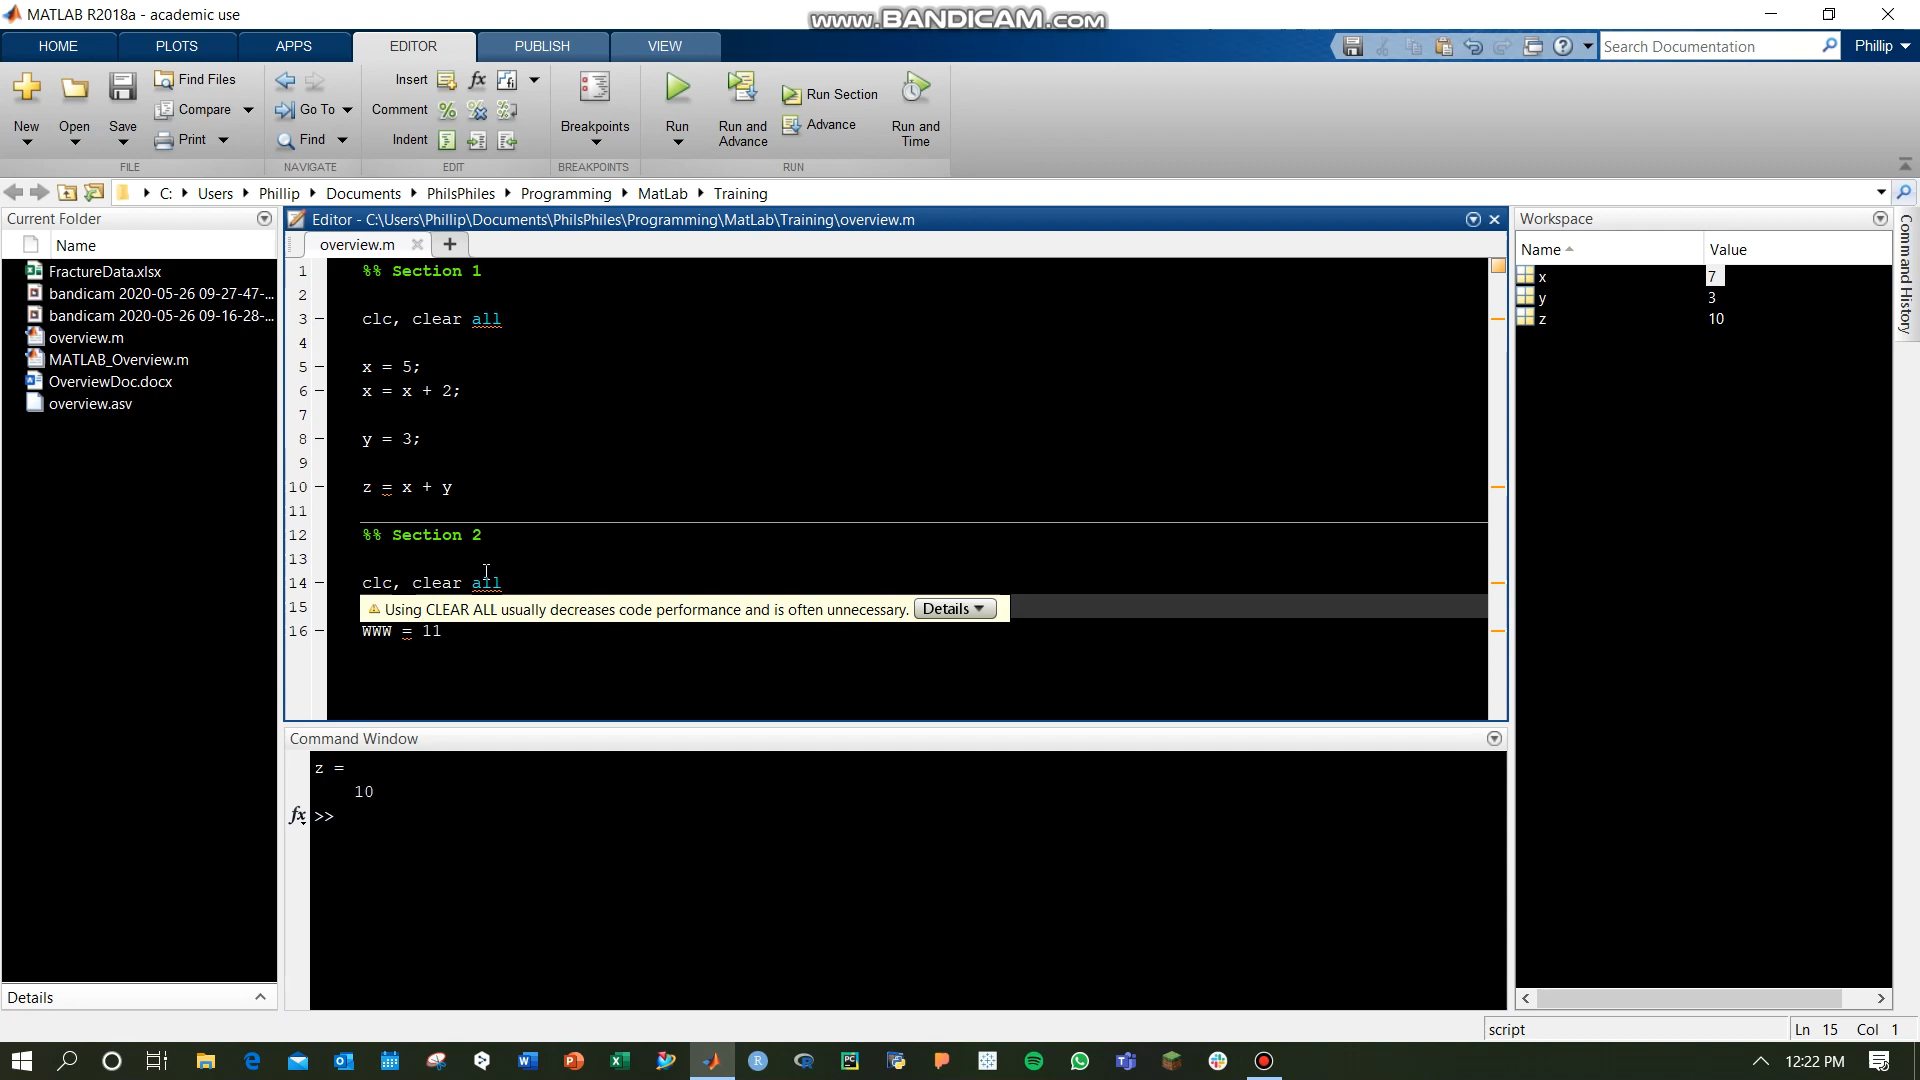 MATLAB R2018a - academic use
www.BANDICAM.com
HOME PLOTS APPS EDITOR PUBLISH VIEW
Search Documentation
Phillip
New Open Save
Find Files
Compare
Print
FILE
Go To
Find
NAVIGATE
Insert
Comment
Indent
EDIT
Breakpoints
BREAKPOINTS
Run
Run and Advance
Run Section
Advance
Run and Time
RUN
C: Users Phillip Documents PhilsPhiles Programming MatLab Training
Current Folder
Name
FractureData.xlsx
bandicam 2020-05-26 09-27-47-...
bandicam 2020-05-26 09-16-28-...
overview.m
MATLAB_Overview.m
OverviewDoc.docx
overview.asv
Details
Editor - C:\Users\Phillip\Documents\PhilsPhiles\Programming\MatLab\Training\overview.m
overview.m
1 %% Section 1
2
3 clc, clear all
4
5 x = 5;
6 x = x + 2;
7
8 y = 3;
9
10 z = x + y
11
12 %% Section 2
13
14 clc, clear all
15 Using CLEAR ALL usually decreases code performance and is often unnecessary. Details
16 WWW = 11
Command Window
z =
10
fx >>
Workspace
Name Value
x 7
y 3
z 10
Command History
script
Ln 15 Col 1
12:22 PM